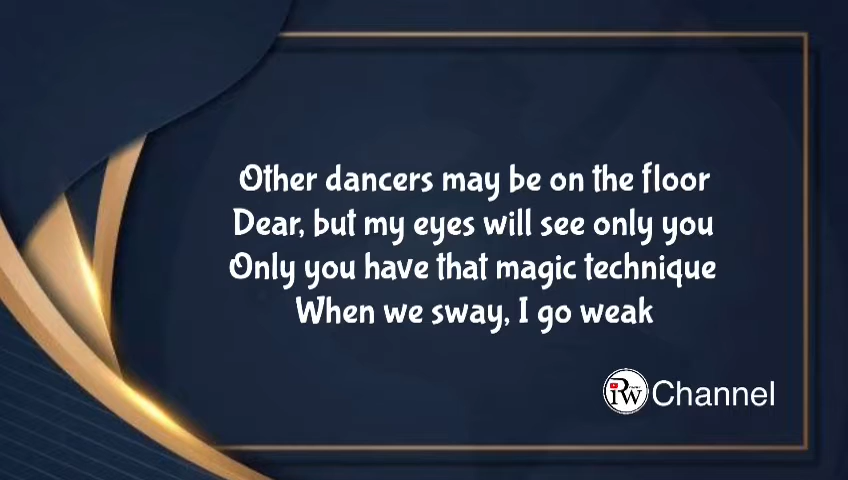 Other dancers may be on the floor
Dear, but my eyes will see only you
Only you have that magic technique
When we sway, I go weak
PW Channel